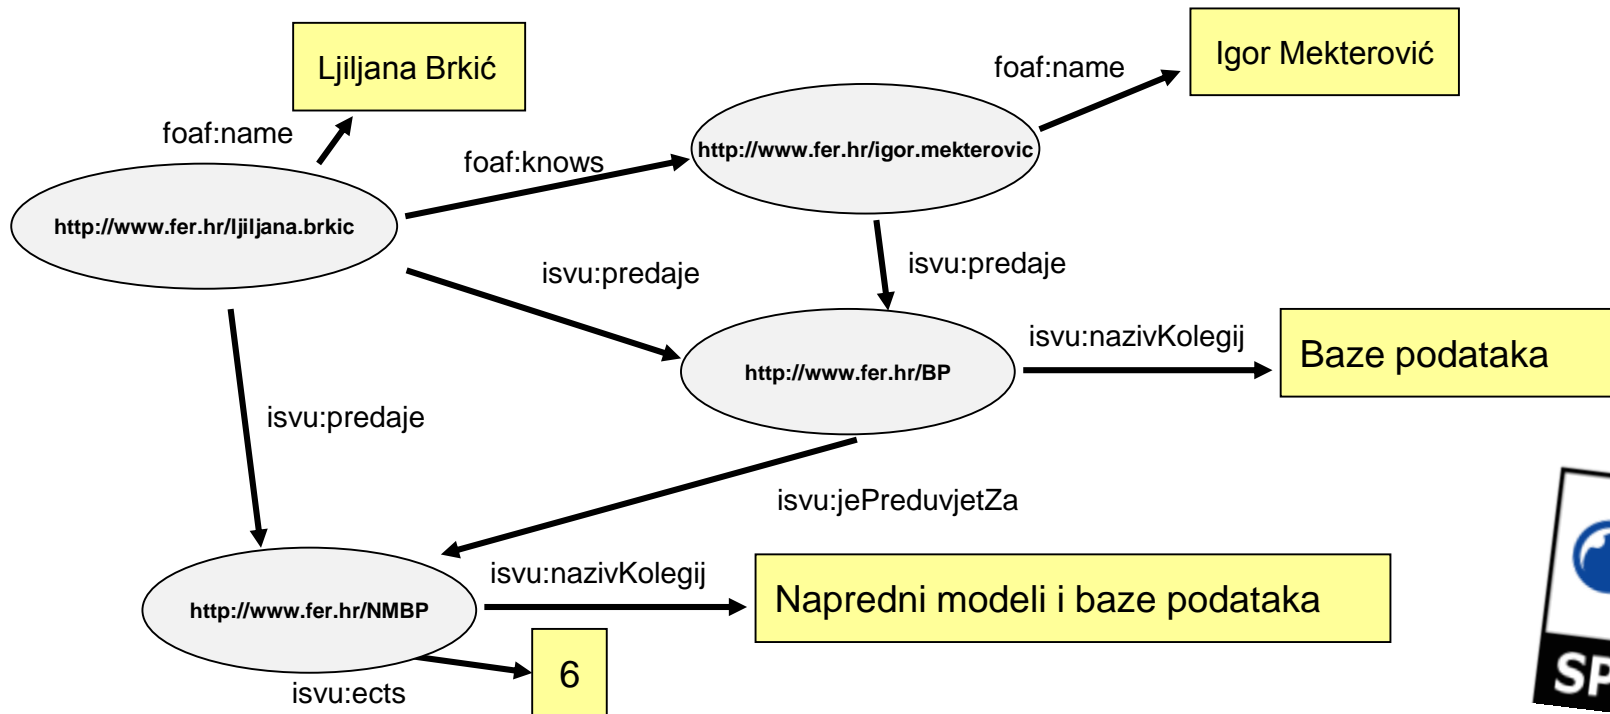 Ljiljana Brkić
Igor Mekterović
foaf:name
foaf:name
foaf:knows
http://www.fer.hr/igor.mekterovic
http://www.fer.hr/ljiljana.brkic
isvu:predaje
isvu:predaje
isvu:nazivKolegij
Baze podataka
http://www.fer.hr/BP
isvu:predaje
isvu:jePreduvjetZa
isvu:nazivKolegij
Napredni modeli i baze podataka
http://www.fer.hr/NMBP
6
isvu:ects
SP